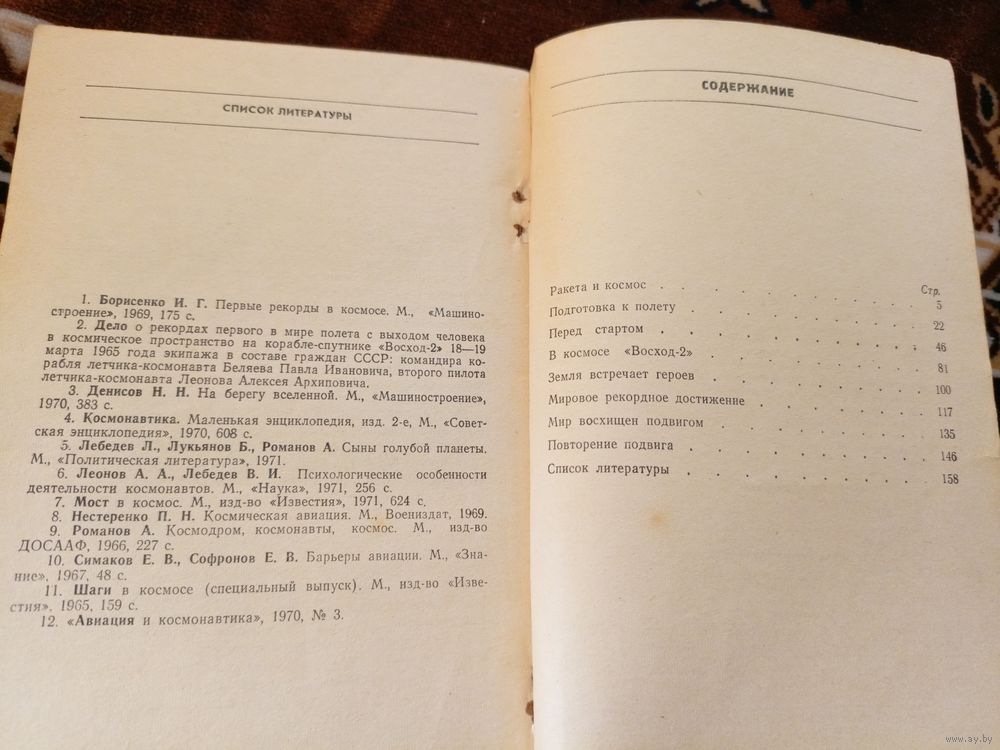 СПИСОК ЛИТЕРАТУРЫ
1. Борисенко И. Г. Первые рекорды в космосе. М., «Машино-
строение», 1969, 175 с.
2. Дело о рекордах первого в мире полета с выходом человека
в космическое пространство на корабле-спутнике «Восход-2» 18—19
марта 1965 года экипажа в составе граждан СССР: командира ко-
рабля летчика-космонавта Беляева Павла Ивановича, второго пилота
летчика-космонавта Леонова Алексея Архиповича.
3. Денисов Н. Н. На берегу вселенной. М., «Машиностроение»,
1970, 383 с.
4. Космонавтика. Маленькая энциклопедия, изд. 2-е, М., «Совет-
ская энциклопедия», 1970, 608 с.
5. Лебедев Л., Лукьянов Б., Романов А. Сыны голубой планеты.
М., «Политическая литература», 1971.
6. Леонов А. А., Лебедев В. И. Психологические особенности
деятельности космонавтов. М., «Наука», 1971, 256 с.
7. Мост в космос. М., изд-во «Известия», 1971, 624 с.
8. Нестеренко П. Н. Космическая авиация. М., Воениздат, 1969.
9. Романов А. Космодром, космонавты, космос. М., изд-во
ДОСААФ, 1966, 227 с.
10. Симаков Е. В., Софронов Е. В. Барьеры авиации. М., «Зна-
ние», 1967, 48 с.
11. Шаги в космосе (специальный выпуск). М., изд-во «Изве-
стия». 1965, 159 с.
12. «Авиация и космонавтика», 1970, № 3.
СОДЕРЖАНИЕ
Стр.
Ракета и космос . . . . . . . . 5
Подготовка к полету . . . . . . . 22
Перед стартом . . . . . . . . 46
В космосе «Восход-2» . . . . . . . 81
Земля встречает героев . . . . . . 100
Мировое рекордное достижение . . . . . 117
Мир восхищен подвигом . . . . . . 135
Повторение подвига . . . . . . . 146
Список литературы . . . . . . . 158
www.ay.by